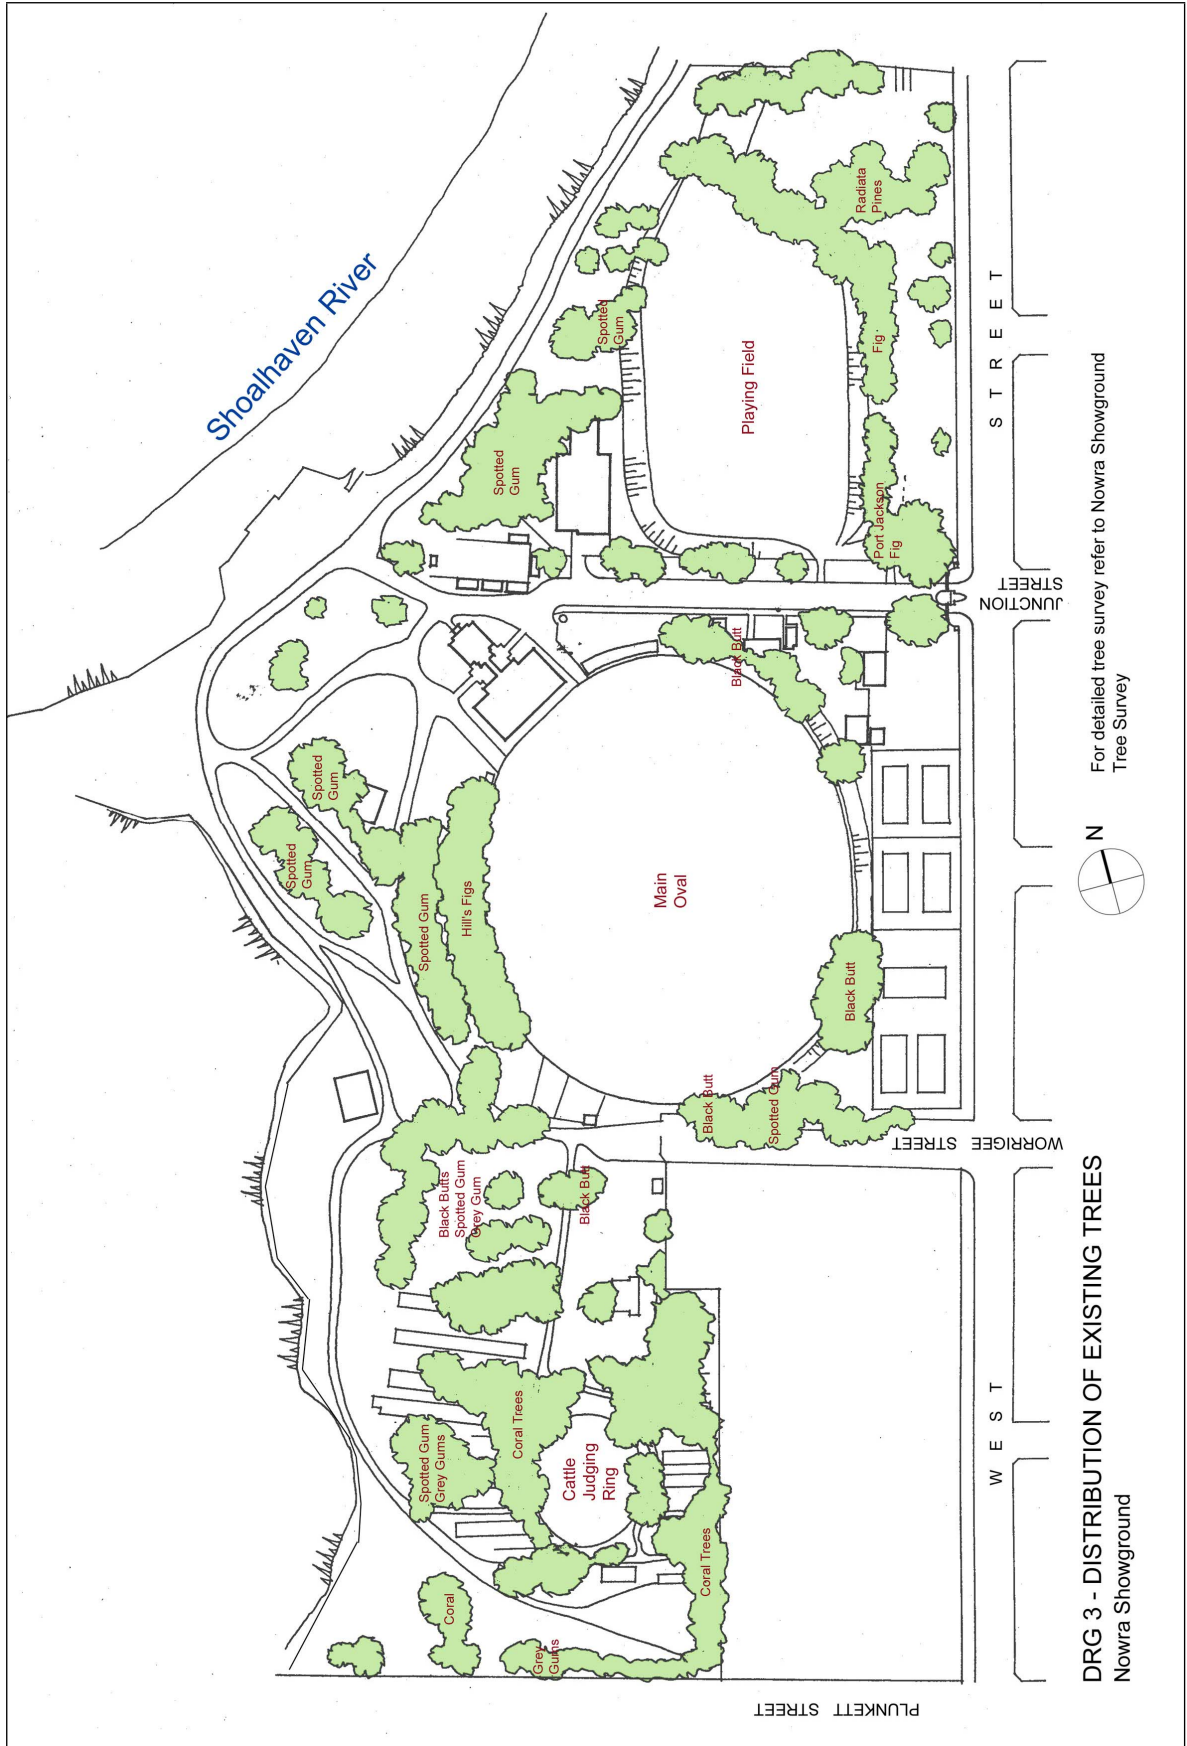 Shoalhaven River
Radiata
Pines
Spotted
Gum
Fig
Playing Field
Spotted
Gum
Port Jackson
Fig
STREET
JUNCTION
STREET
Black Butt
Spotted
Gum
Spotted
Gum
Spotted Gum
Hill's Figs
Main
Oval
Black Butt
Black Butt
Spotted Gum
WORRIGEE STREET
Black Butts
Spotted Gum
Grey Gum
Black Butt
Coral Trees
Spotted Gum
Grey Gums
Cattle
Judging
Ring
Coral Trees
Coral
Grey
Gums
WEST
PLUNKETT STREET
N
For detailed tree survey refer to Nowra Showground
Tree Survey
DRG 3 - DISTRIBUTION OF EXISTING TREES
Nowra Showground